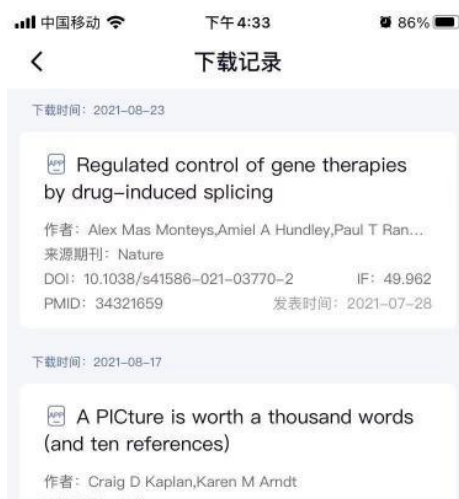 中国移动 下午4:33 86%
下载记录
下载时间：2021-08-23
APP Regulated control of gene therapies
by drug-induced splicing
作者：Alex Mas Monteys,Amiel A Hundley,Paul T Ran...
来源期刊：Nature
DOI：10.1038/s41586-021-03770-2 IF：49.962
PMID：34321659 发表时间：2021-07-28
下载时间：2021-08-17
APP A PICture is worth a thousand words
(and ten references)
作者：Craig D Kaplan,Karen M Arndt